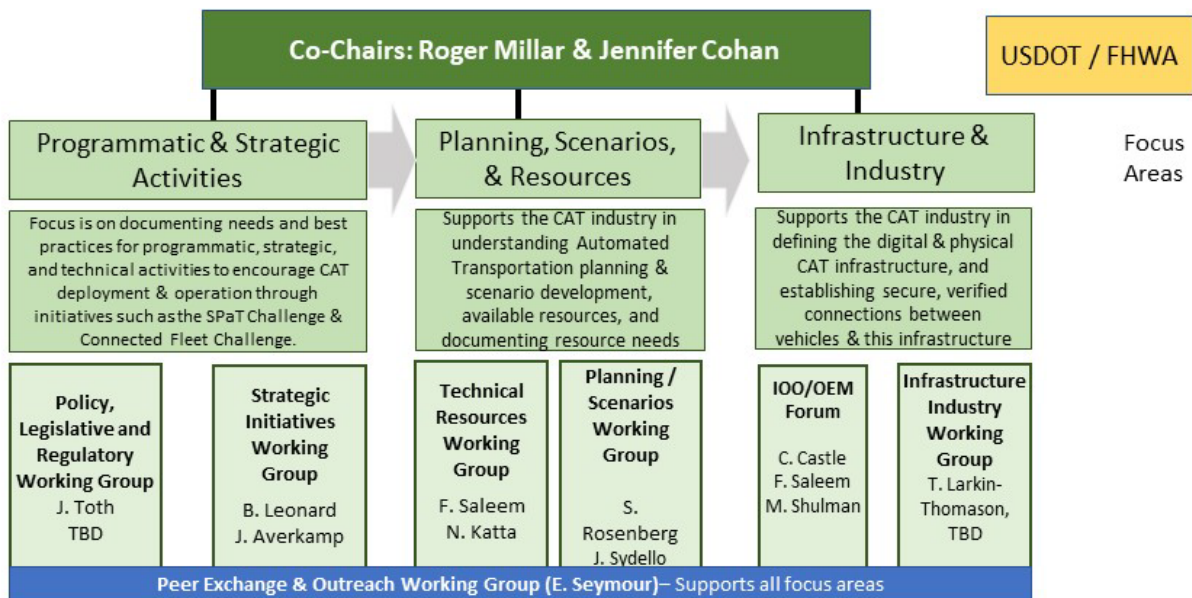 Co-Chairs: Roger Millar & Jennifer Cohan
USDOT / FHWA
Programmatic & Strategic
Activities
Planning, Scenarios,
& Resources
Infrastructure &
Industry
Focus
Areas
Focus is on documenting needs and best
practices for programmatic, strategic,
and technical activities to encourage CAT
deployment & operation through
initiatives such as the SPaT Challenge &
Connected Fleet Challenge.
Supports the CAT industry in
understanding Automated
Transportation planning &
scenario development,
available resources, and
documenting resource needs
Supports the CAT industry in
defining the digital & physical
CAT infrastructure, and
establishing secure, verified
connections between
vehicles & this infrastructure
Policy,
Legislative and
Regulatory
Working Group
J. Toth
TBD
Strategic
Initiatives
Working
Group
B. Leonard
J. Averkamp
Technical
Resources
Working
Group
F. Saleem
N. Katta
Planning /
Scenarios
Working
Group
S.
Rosenberg
J. Sydello
IOO/OEM
Forum
C. Castle
F. Saleem
M. Shulman
Infrastructure
Industry
Working
Group
T. Larkin-
Thomason,
TBD
Peer Exchange & Outreach Working Group (E. Seymour)– Supports all focus areas